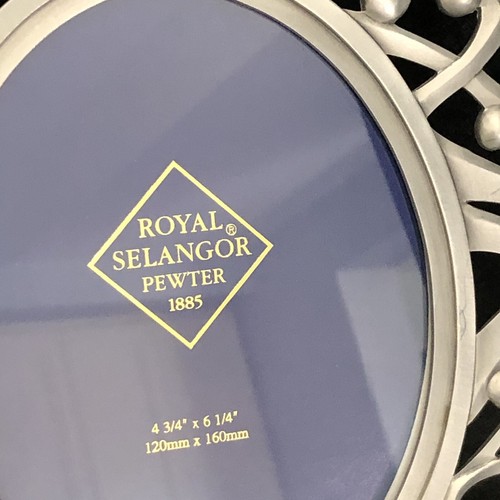 ROYAL ®
SELANGOR
PEWTER
1885
4 3/4" x 6 1/4"
120mm x 160mm